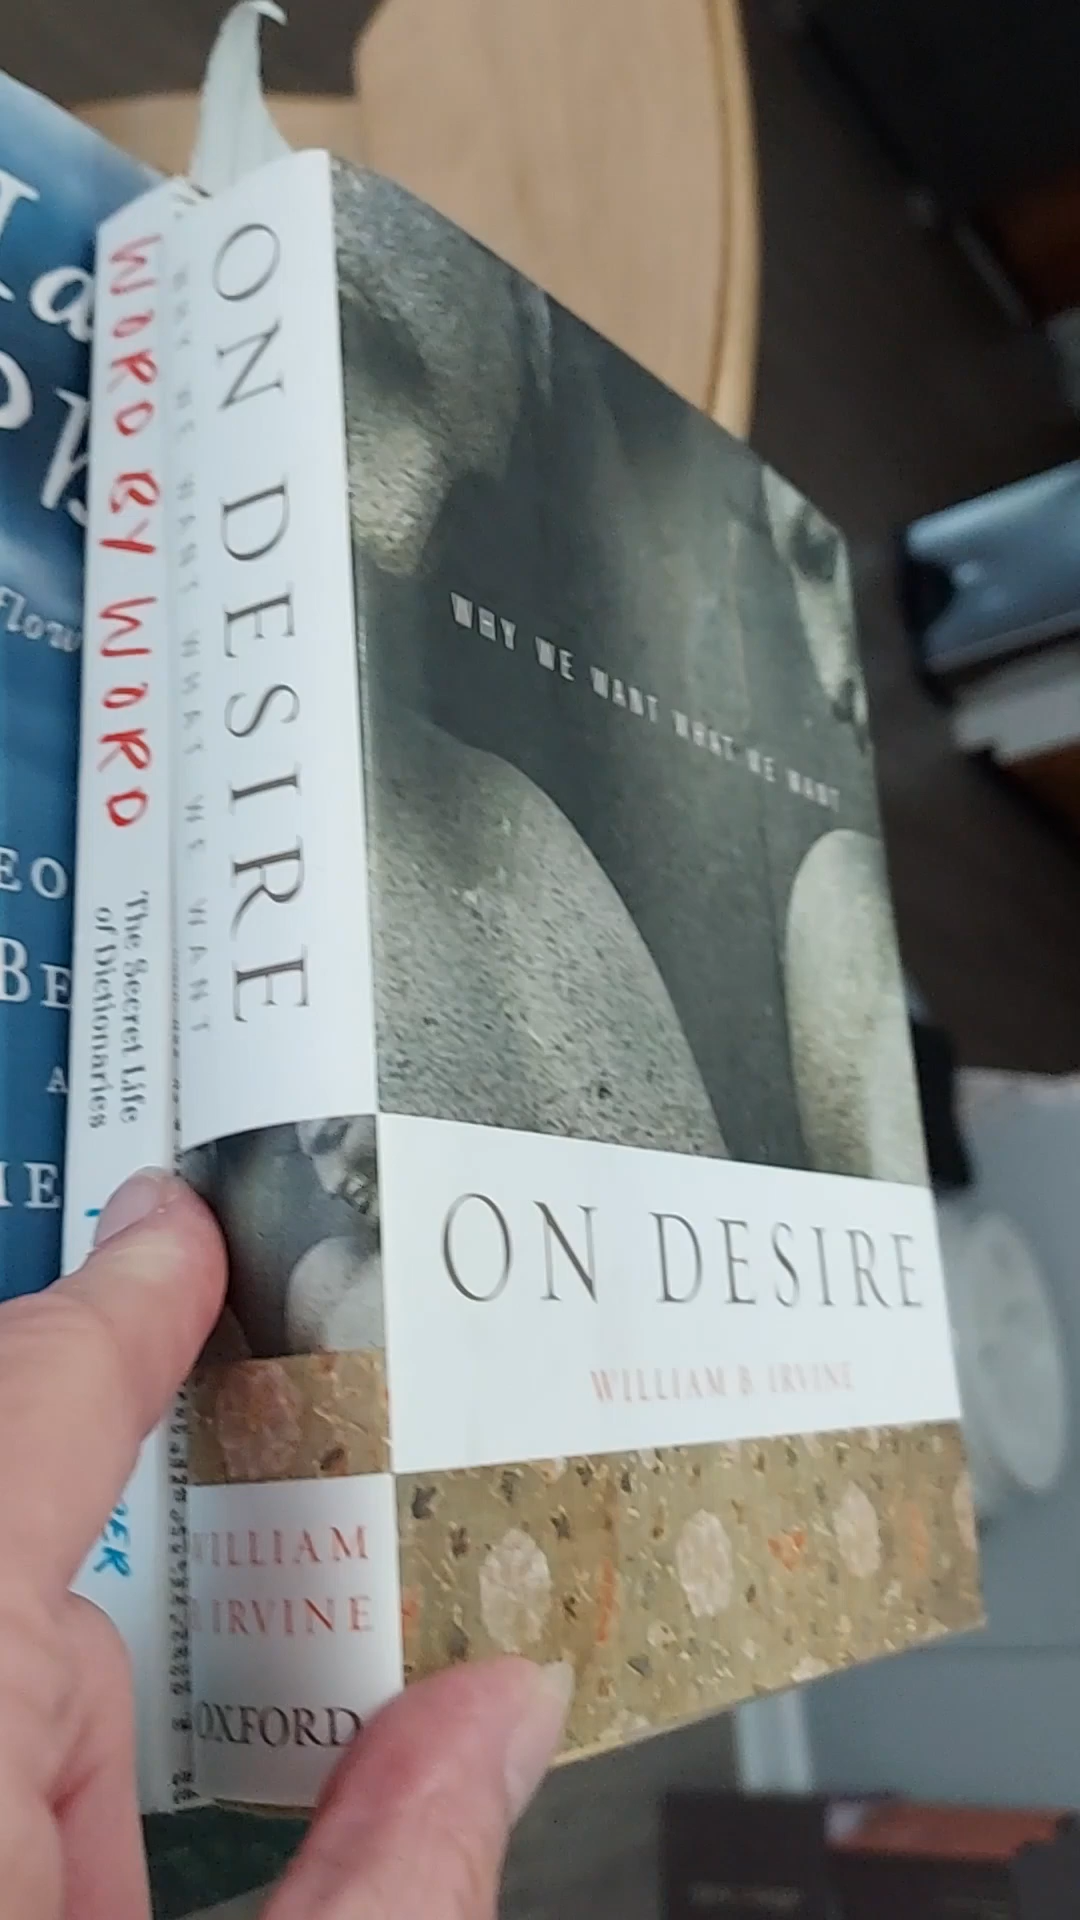 WORD BY WORD
The Secret Life
of Dictionaries
ON DESIRE
WHY WE WANT WHAT WE WANT
WILLIAM
IRVINE
OXFORD
WHY WE WANT WHAT WE WANT
ON DESIRE
WILLIAM B. IRVINE